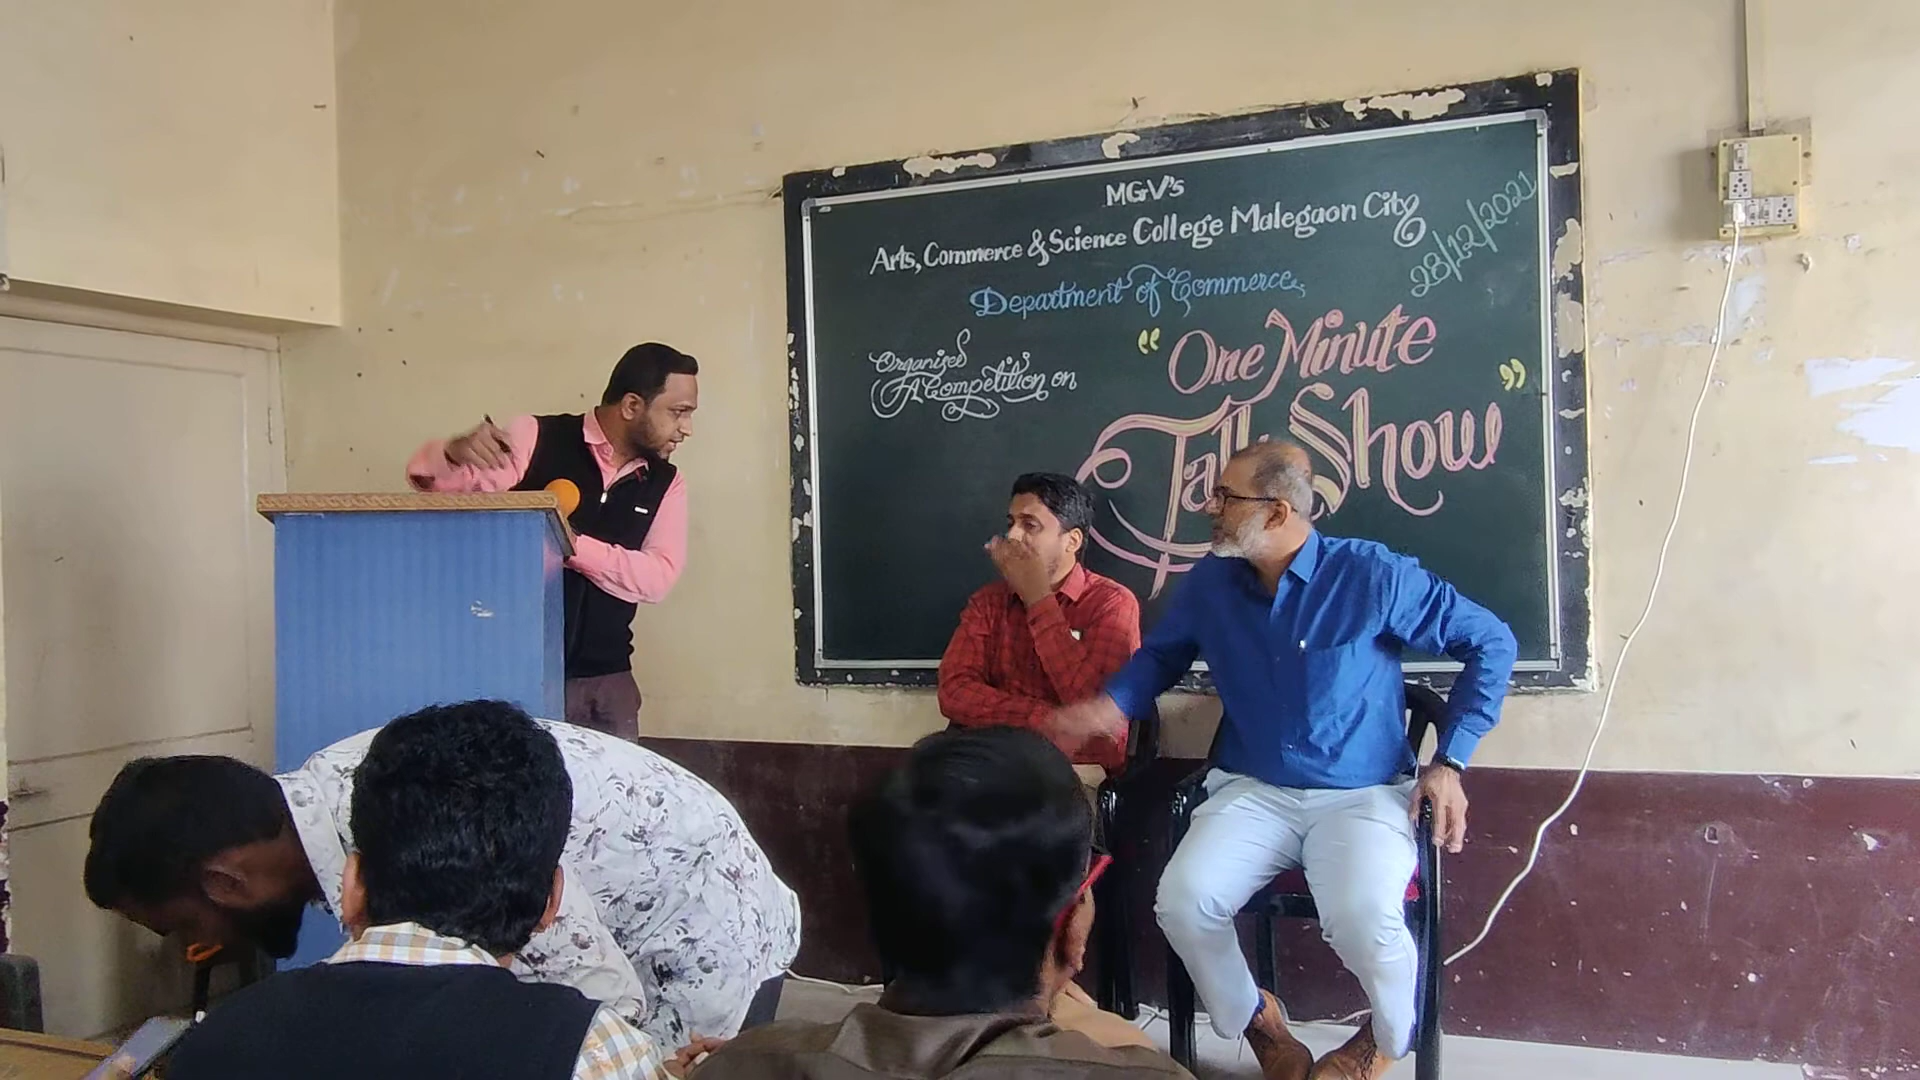 MGV's
Arts, Commerce & Science College Malegaon City
28/12/2021
Department of Commerce,
Organised
A Competition on
"One Minute
Talk Show"